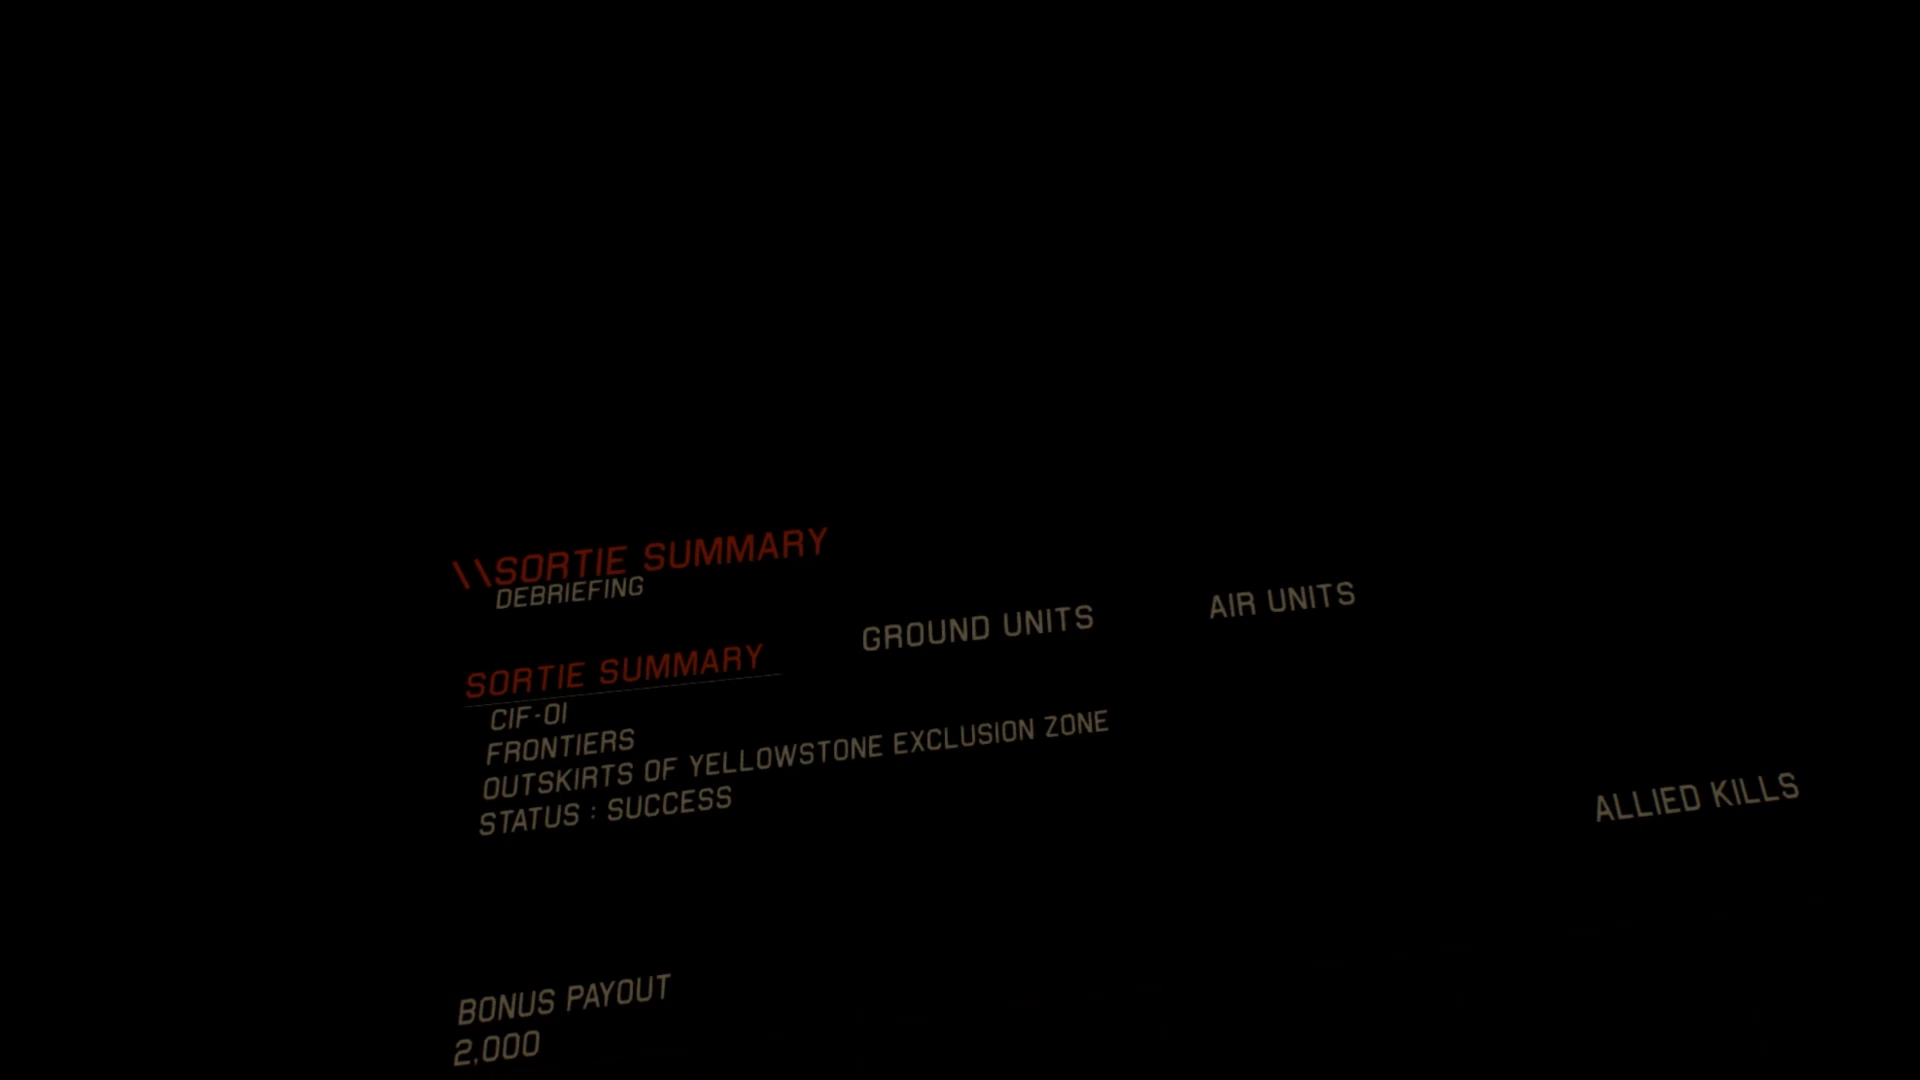 \\SORTIE SUMMARY
DEBRIEFING
SORTIE SUMMARY
GROUND UNITS
AIR UNITS
CIF-01
FRONTIERS
OUTSKIRTS OF YELLOWSTONE EXCLUSION ZONE
STATUS : SUCCESS
ALLIED KILLS
BONUS PAYOUT
2,000